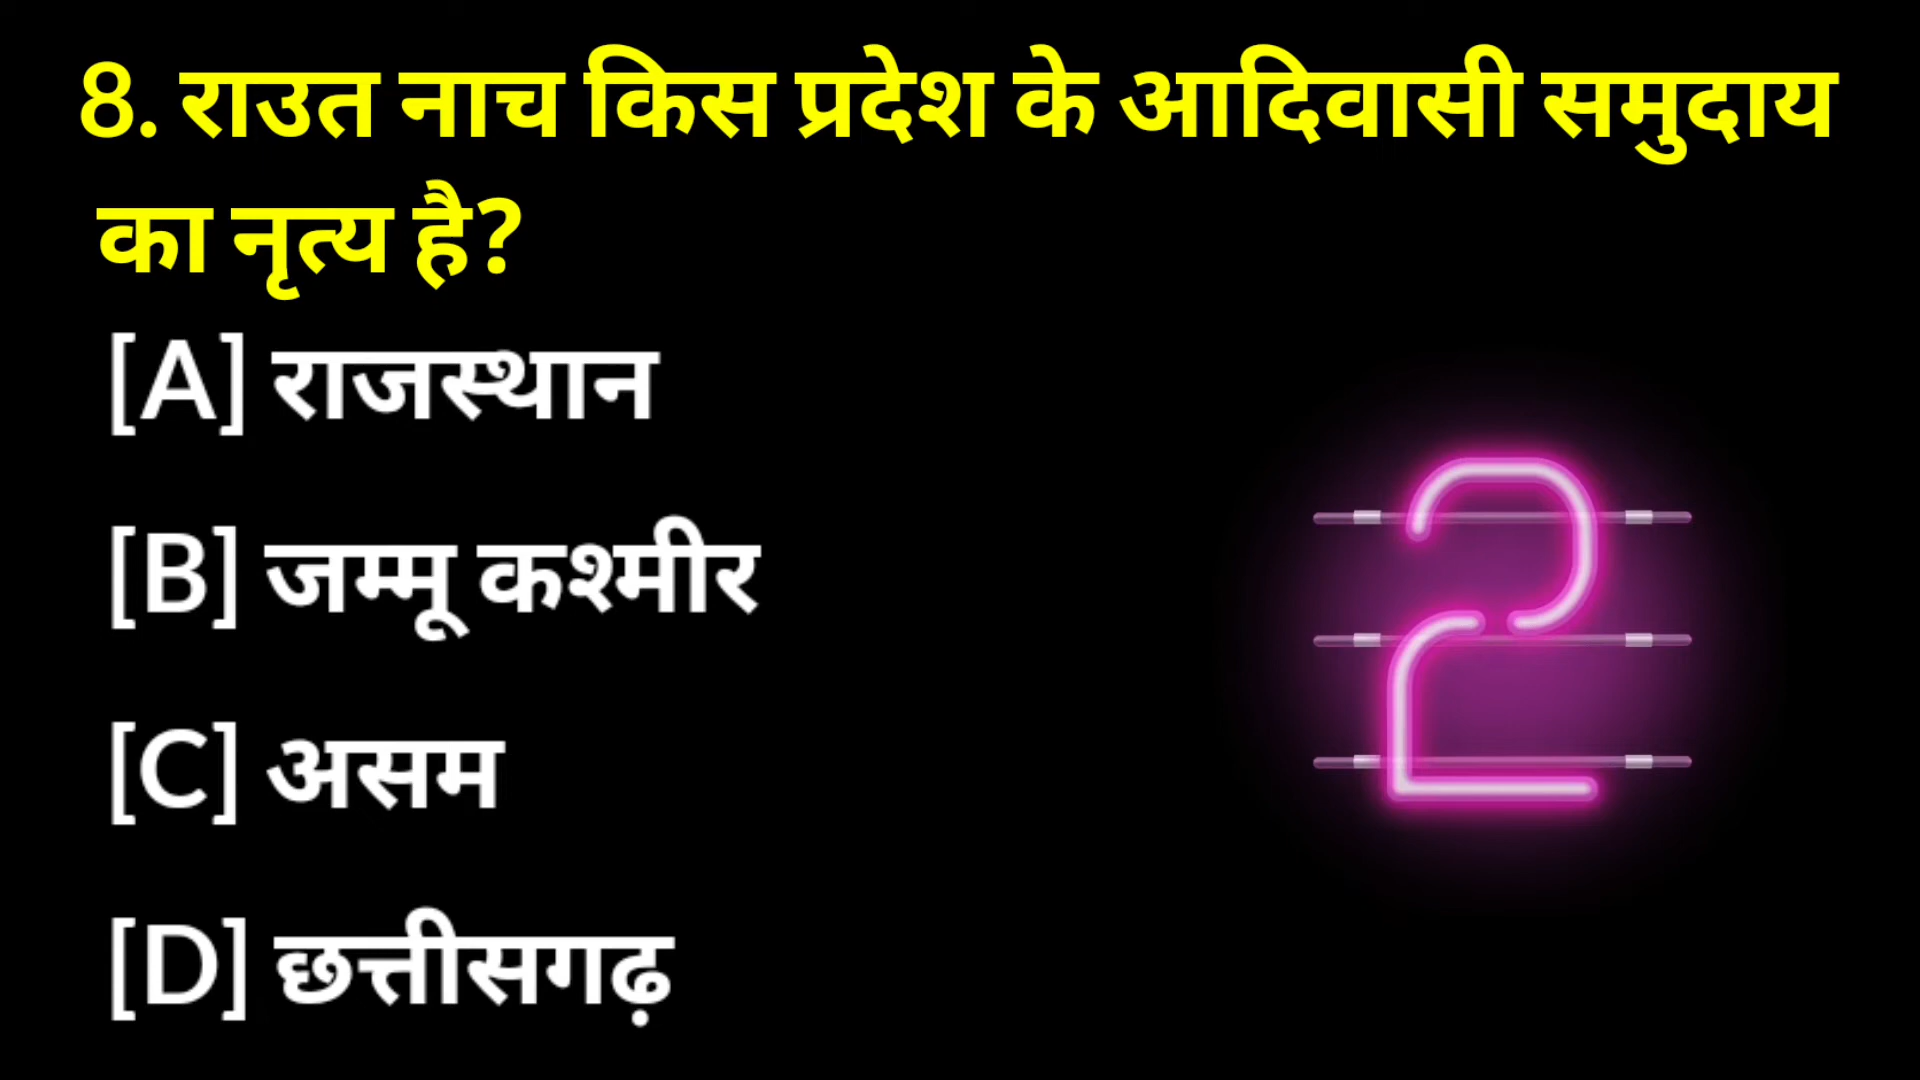 8. राउत नाच किस प्रदेश के आदिवासी समुदाय
का नृत्य है?
[A] राजस्थान
[B] जम्मू कश्मीर
[C] असम
[D] छत्तीसगढ़
2